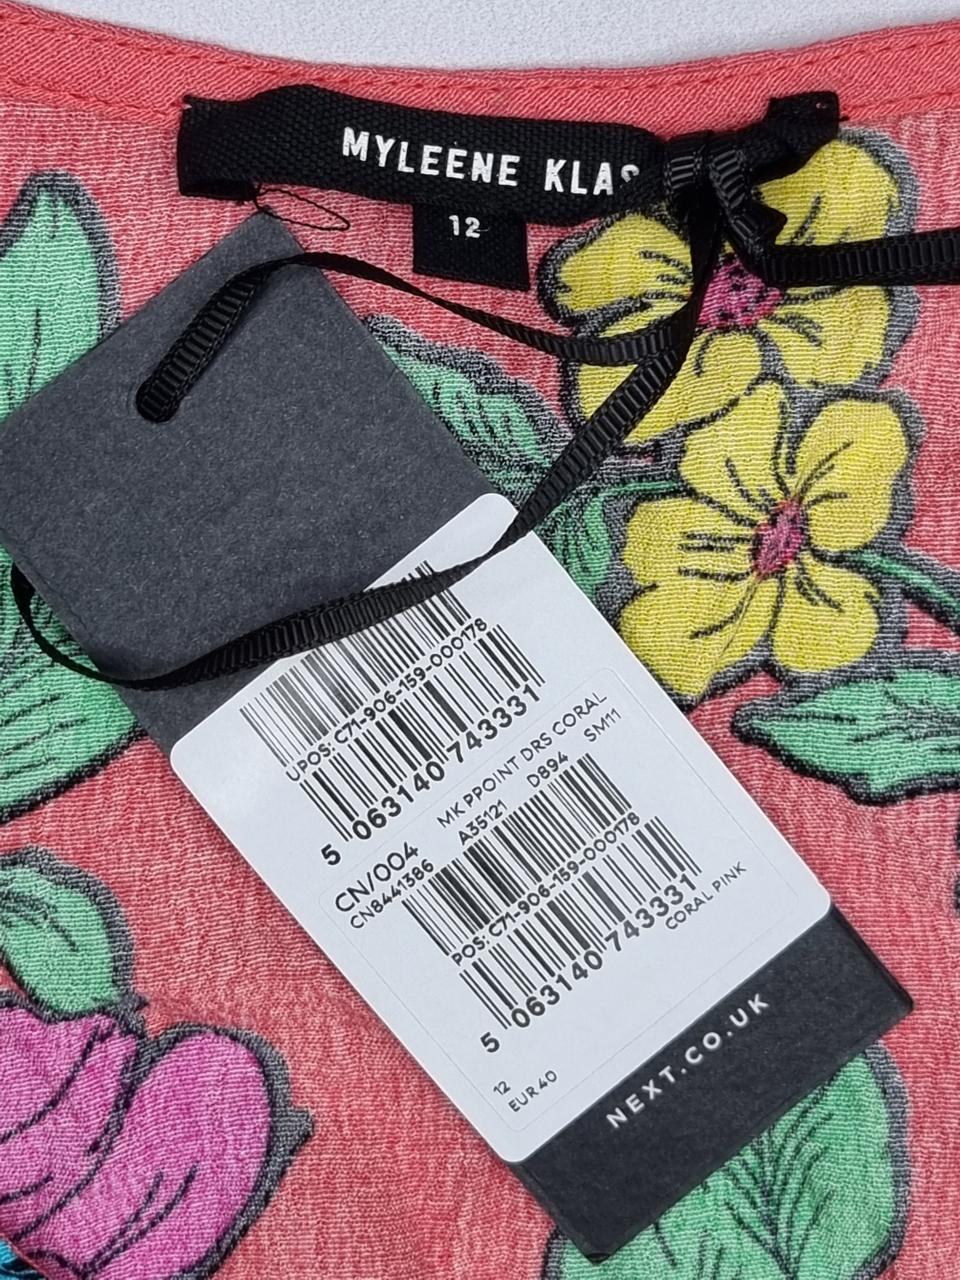 MYLEENE KLAS
12
UPOS: C71-906-159-000178
5 063140 743331
MK PPOINT DRS CORAL
A35121 D894 SM11
CN/004
CN8441386
POS: C71-906-159-000178
5 063140 743331
CORAL PINK
12
EUR 40
NEXT.CO.UK